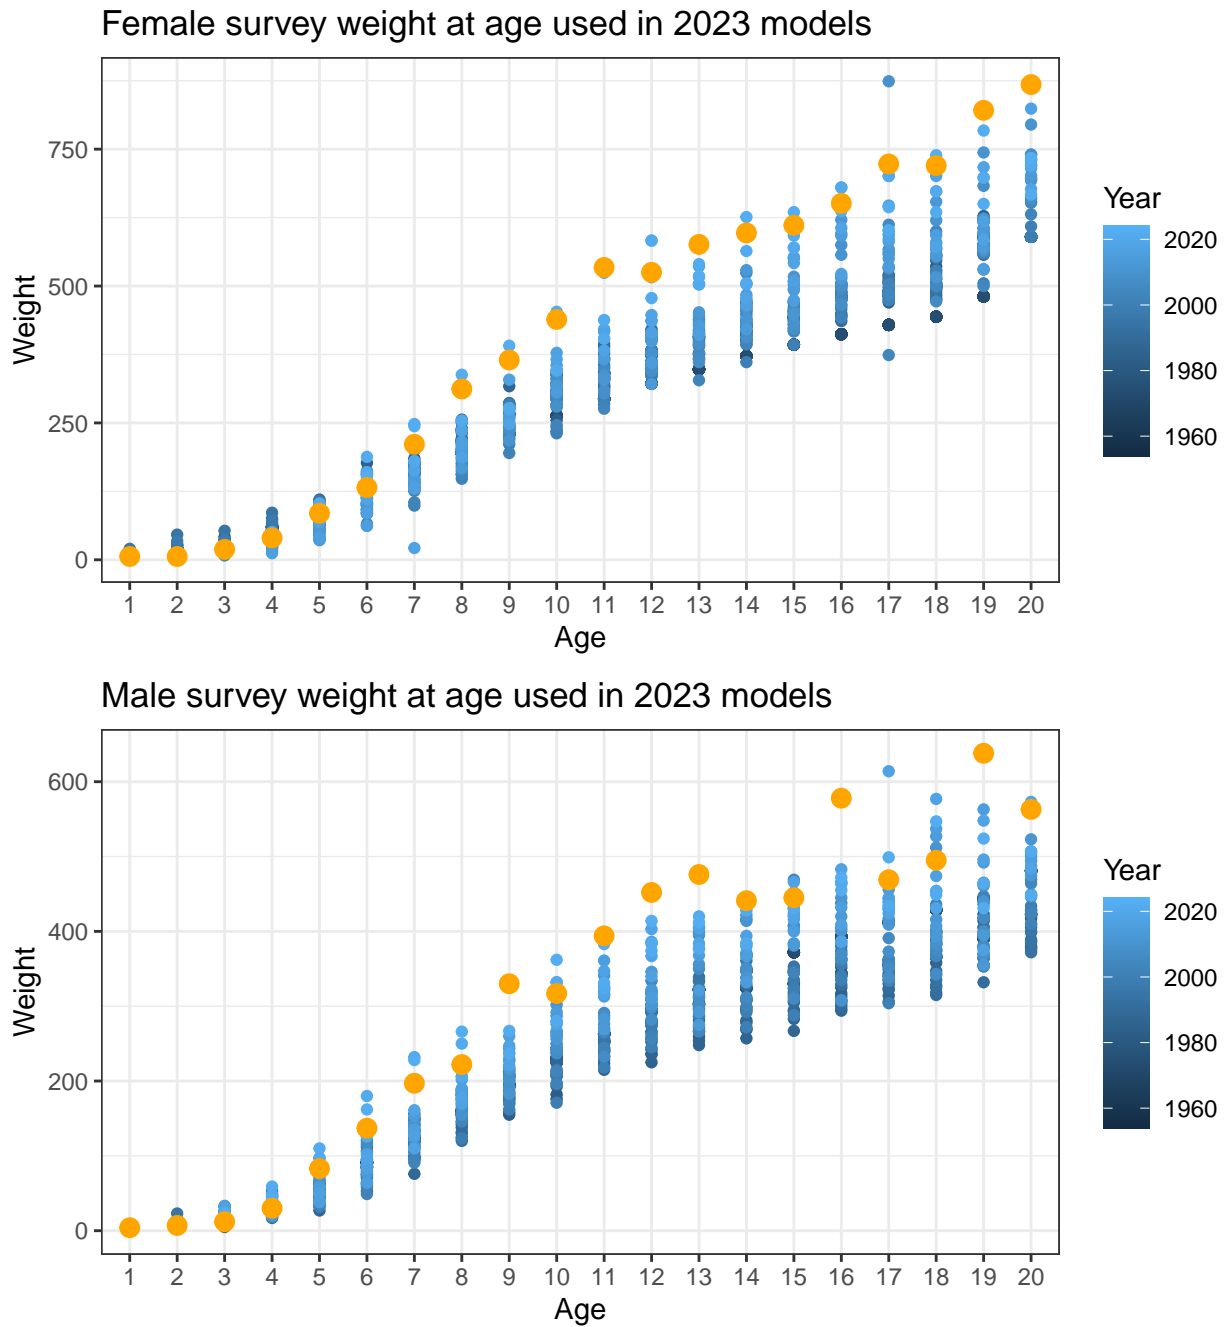 Female survey weight at age used in 2023 models
Weight
750
500
250
0
1 2 3 4 5 6 7 8 9 10 11 12 13 14 15 16 17 18 19 20
Age
Year
2020
2000
1980
1960
Male survey weight at age used in 2023 models
Weight
600
400
200
0
1 2 3 4 5 6 7 8 9 10 11 12 13 14 15 16 17 18 19 20
Age
Year
2020
2000
1980
1960